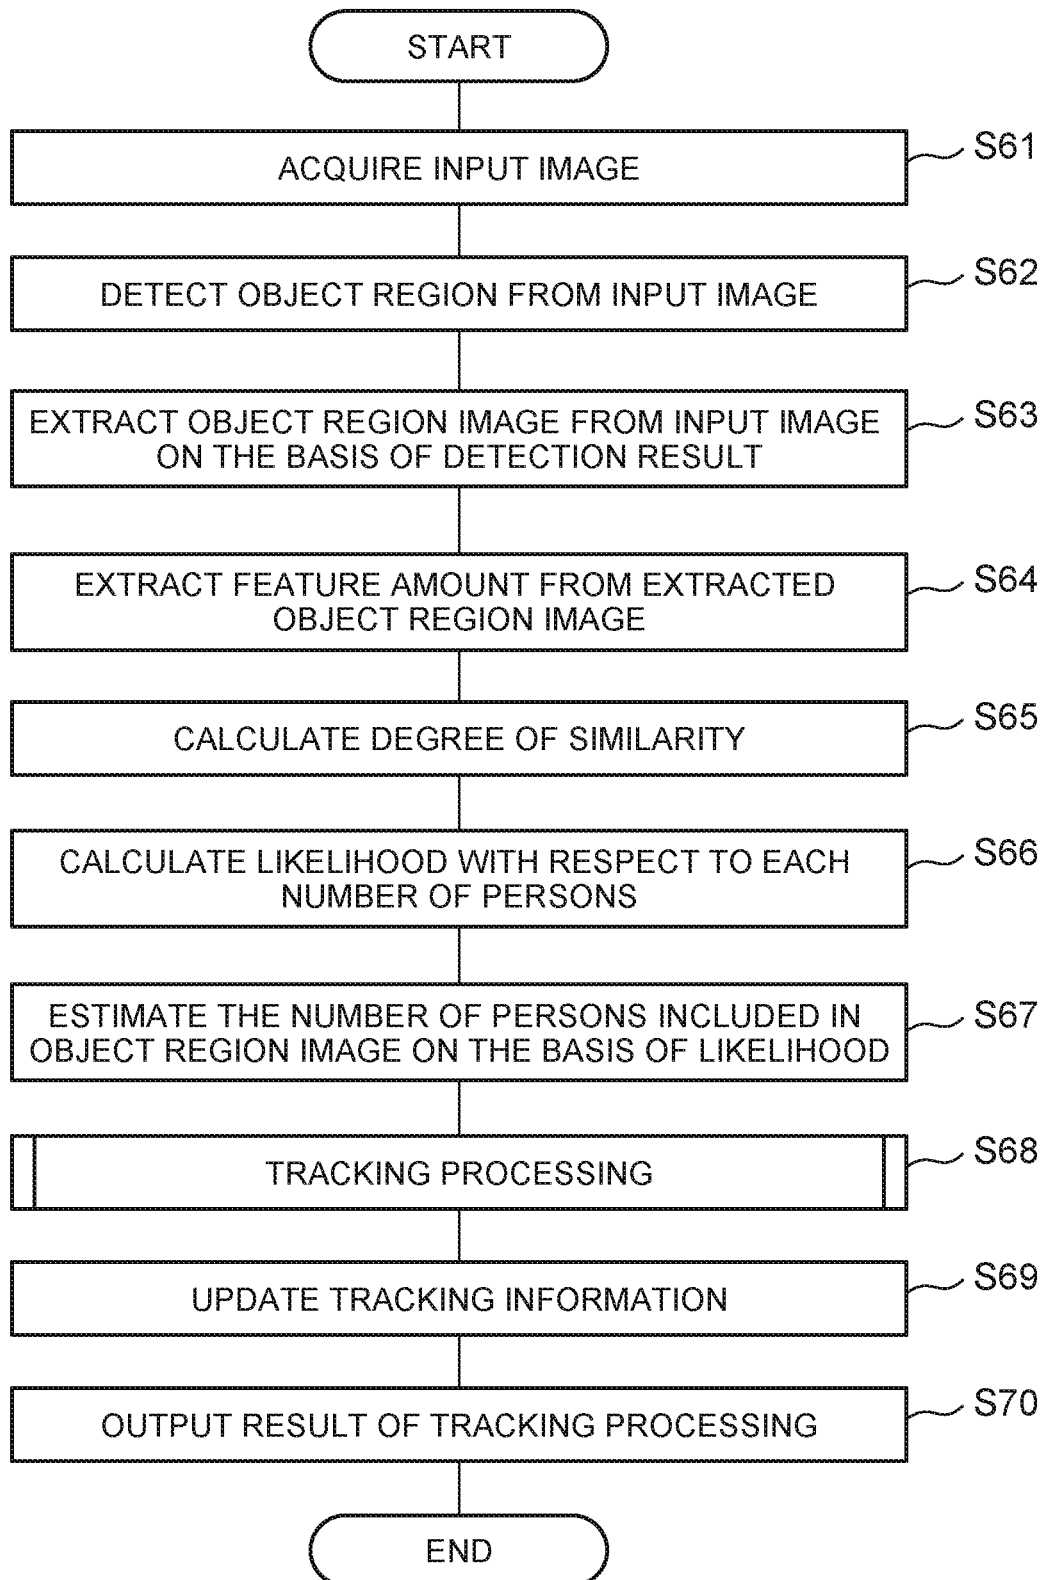 START
ACQUIRE INPUT IMAGE
S61
DETECT OBJECT REGION FROM INPUT IMAGE
S62
EXTRACT OBJECT REGION IMAGE FROM INPUT IMAGE
ON THE BASIS OF DETECTION RESULT
S63
EXTRACT FEATURE AMOUNT FROM EXTRACTED
OBJECT REGION IMAGE
S64
CALCULATE DEGREE OF SIMILARITY
S65
CALCULATE LIKELIHOOD WITH RESPECT TO EACH
NUMBER OF PERSONS
S66
ESTIMATE THE NUMBER OF PERSONS INCLUDED IN
OBJECT REGION IMAGE ON THE BASIS OF LIKELIHOOD
S67
TRACKING PROCESSING
S68
UPDATE TRACKING INFORMATION
S69
OUTPUT RESULT OF TRACKING PROCESSING
S70
END